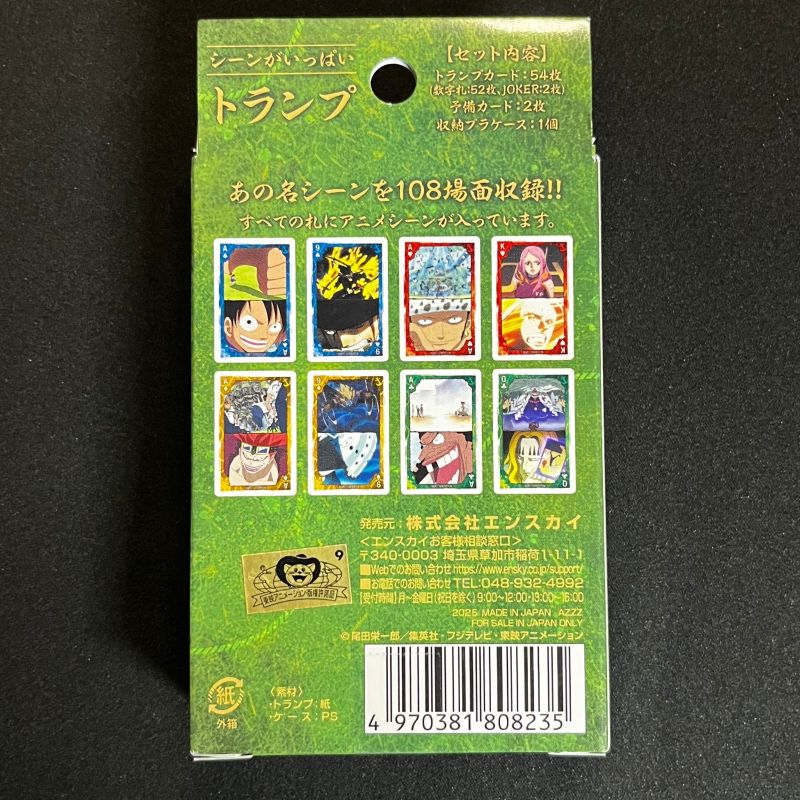 シーンがいっぱい
トランプ
【セット内容】
トランプカード：54枚
(数字札:52枚、JOKER:2枚)
予備カード：2枚
収納プラケース：1個
あの名シーンを108場面収録!!
すべての札にアニメシーンが入っています。
A
A
9
9
A
A
K
K
A
A
9
9
A
A
Q
Q
発売元：株式会社エンスカイ
<エンスカイお客様相談窓口>
〒340-0003 埼玉県草加市稲荷1-11-1
■Webでのお問い合わせ https://www.ensky.co.jp/support/
■お電話でのお問い合わせ TEL:048-932-4992
【受付時間】月～金曜日(祝日を除く) 9:00～12:00・13:00～16:00
2025 MADE IN JAPAN AZZZ
FOR SALE IN JAPAN ONLY
©尾田栄一郎／集英社・フジテレビ・東映アニメーション
9
東映アニメーション・版権許諾証
紙
外箱
〈素材〉
・トランプ：紙
・ケース：PS
4 970381 808235